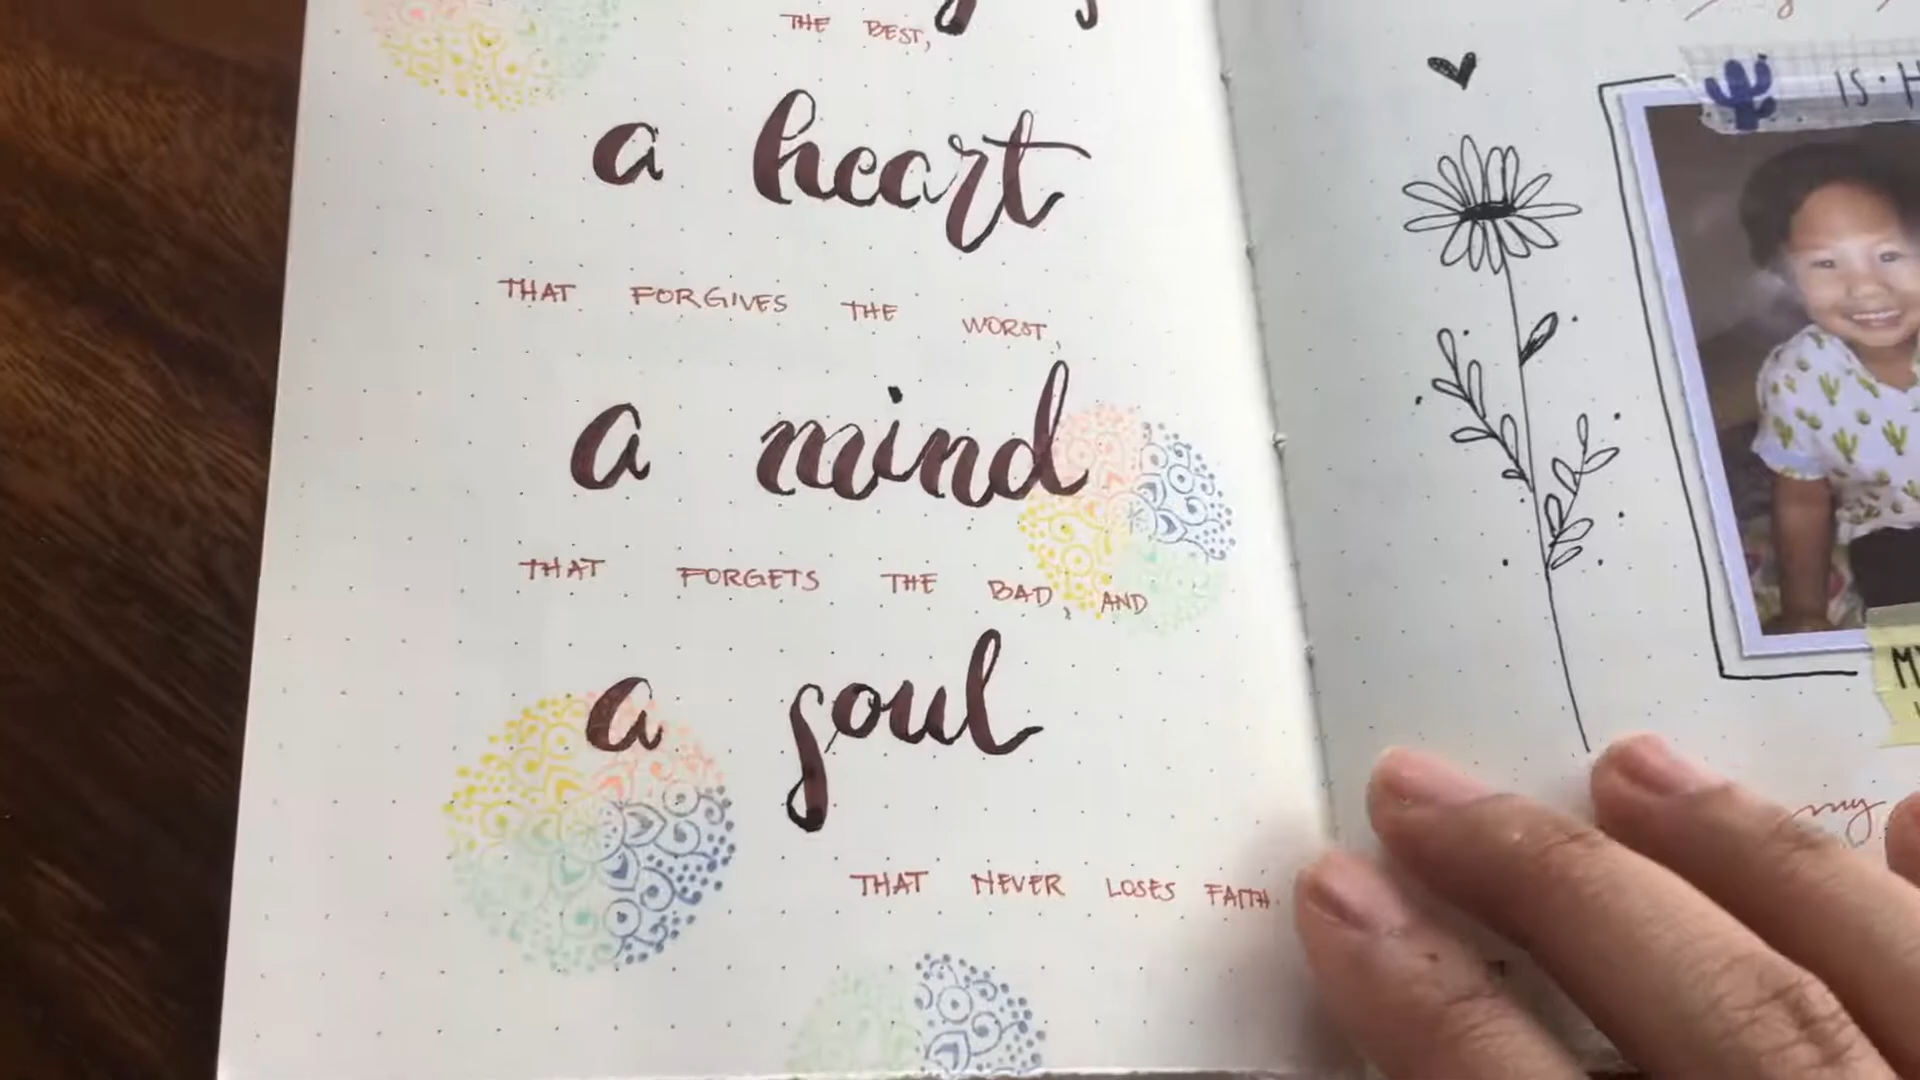 THE BEST,
a heart
THAT FORGIVES THE WORST,
a mind
THAT FORGETS THE BAD, AND
a soul
THAT NEVER LOSES FAITH.
IS·H
my